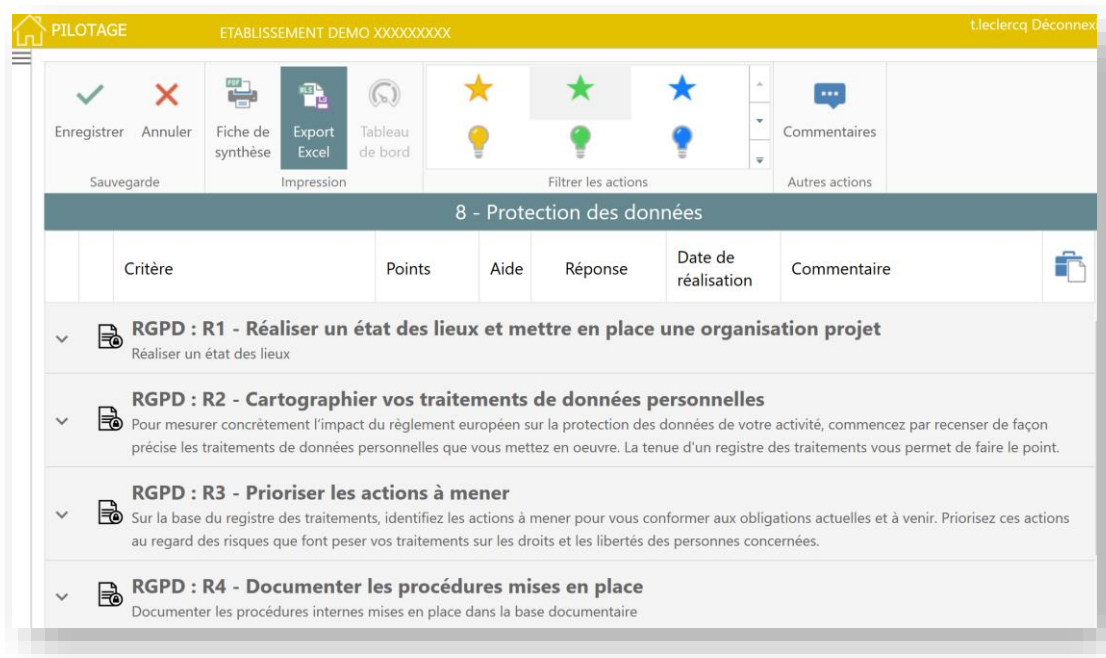 PILOTAGE
ETABLISSEMENT DEMO XXXXXXXXX
t.leclercq Déconnex
Enregistrer
Annuler
Fiche de
synthèse
Export
Excel
Tableau
de bord
Commentaires
Sauvegarde
Impression
Filtrer les actions
Autres actions
8 - Protection des données
Critère
Points
Aide
Réponse
Date de
réalisation
Commentaire
RGPD : R1 - Réaliser un état des lieux et mettre en place une organisation projet
Réaliser un état des lieux
RGPD : R2 - Cartographier vos traitements de données personnelles
Pour mesurer concrètement l'impact du règlement européen sur la protection des données de votre activité, commencez par recenser de façon
précise les traitements de données personnelles que vous mettez en oeuvre. La tenue d'un registre des traitements vous permet de faire le point.
RGPD : R3 - Prioriser les actions à mener
Sur la base du registre des traitements, identifiez les actions à mener pour vous conformer aux obligations actuelles et à venir. Priorisez ces actions
au regard des risques que font peser vos traitements sur les droits et les libertés des personnes concernées.
RGPD : R4 - Documenter les procédures mises en place
Documenter les procédures internes mises en place dans la base documentaire